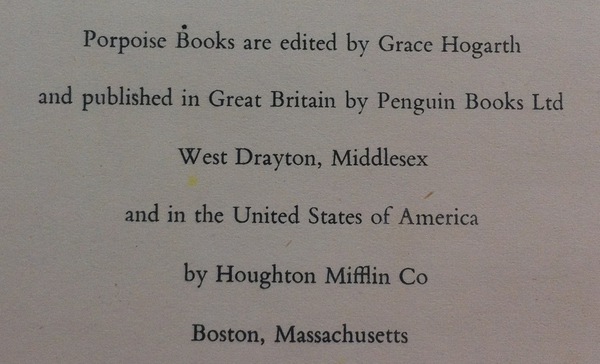 Porpoise Books are edited by Grace Hogarth
and published in Great Britain by Penguin Books Ltd
West Drayton, Middlesex
and in the United States of America
by Houghton Mifflin Co
Boston, Massachusetts